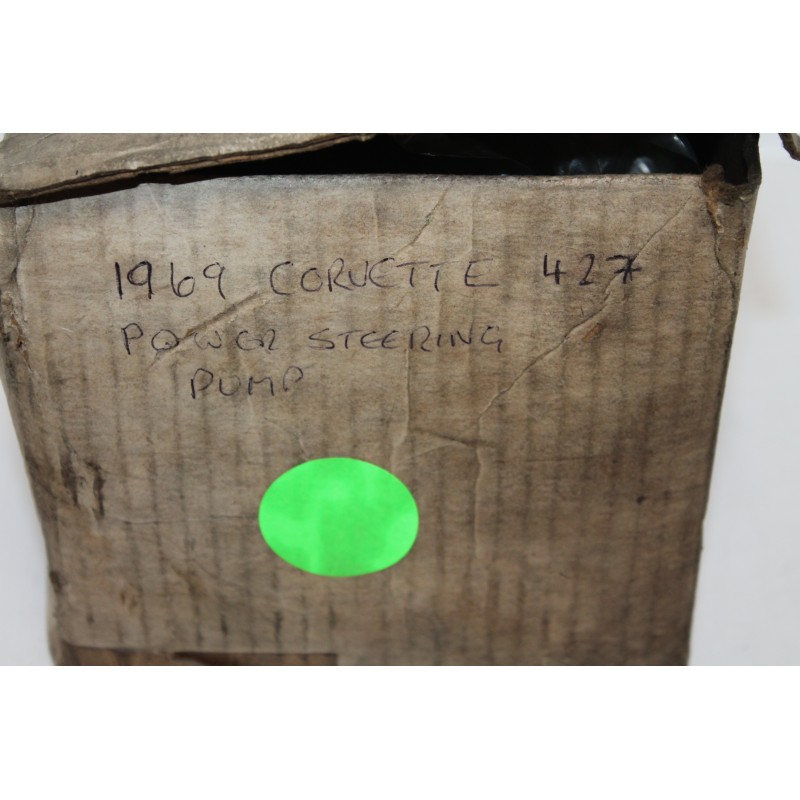 1969 CORVETTE 427
POWER STEERING
PUMP